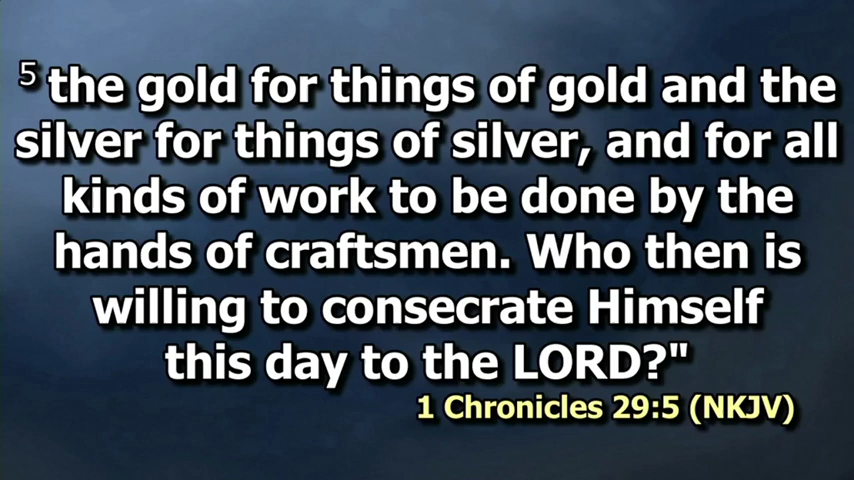 5 the gold for things of gold and the
silver for things of silver, and for all
kinds of work to be done by the
hands of craftsmen. Who then is
willing to consecrate Himself
this day to the LORD?"
1 Chronicles 29:5 (NKJV)